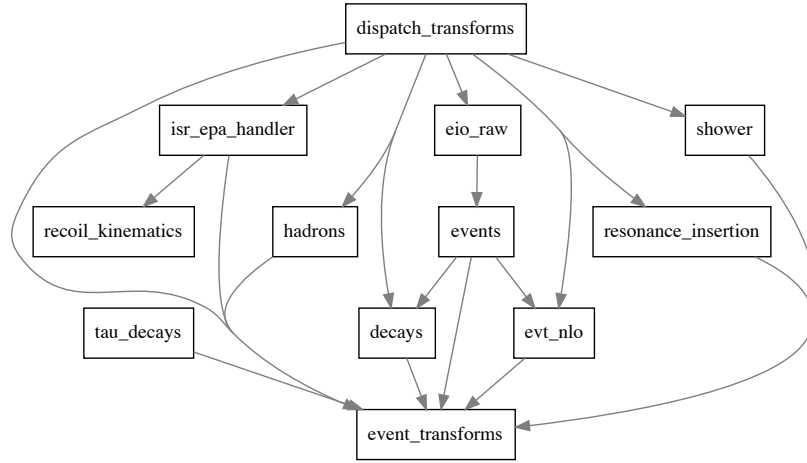 dispatch_transforms
isr_epa_handler
eio_raw
shower
recoil_kinematics
hadrons
events
resonance_insertion
tau_decays
decays
evt_nlo
event_transforms